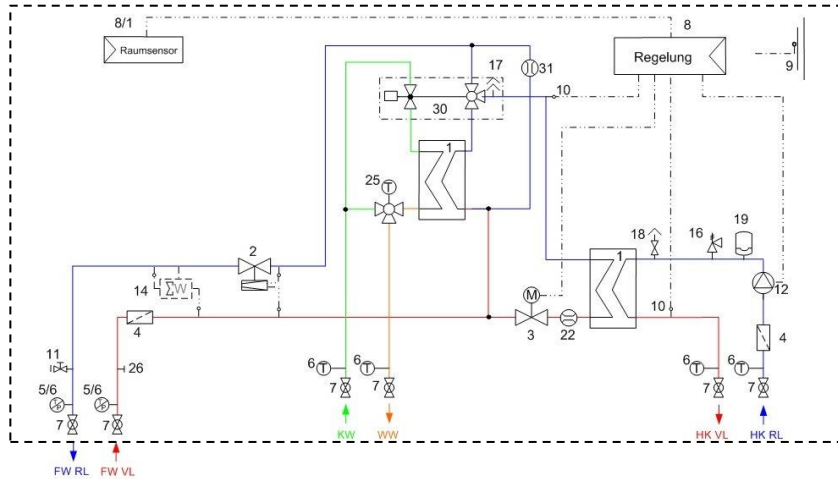 8/1
Raumsensor
8
Regelung
9
17
31
30
10
1
25
T
2
14
ΣW
4
18
16
19
1
12
M
3
22
10
4
11
26
5/6
5/6
6 T
6 T
6 T
6 T
7
7
7
7
7
7
KW
WW
HK VL
HK RL
FW RL
FW VL